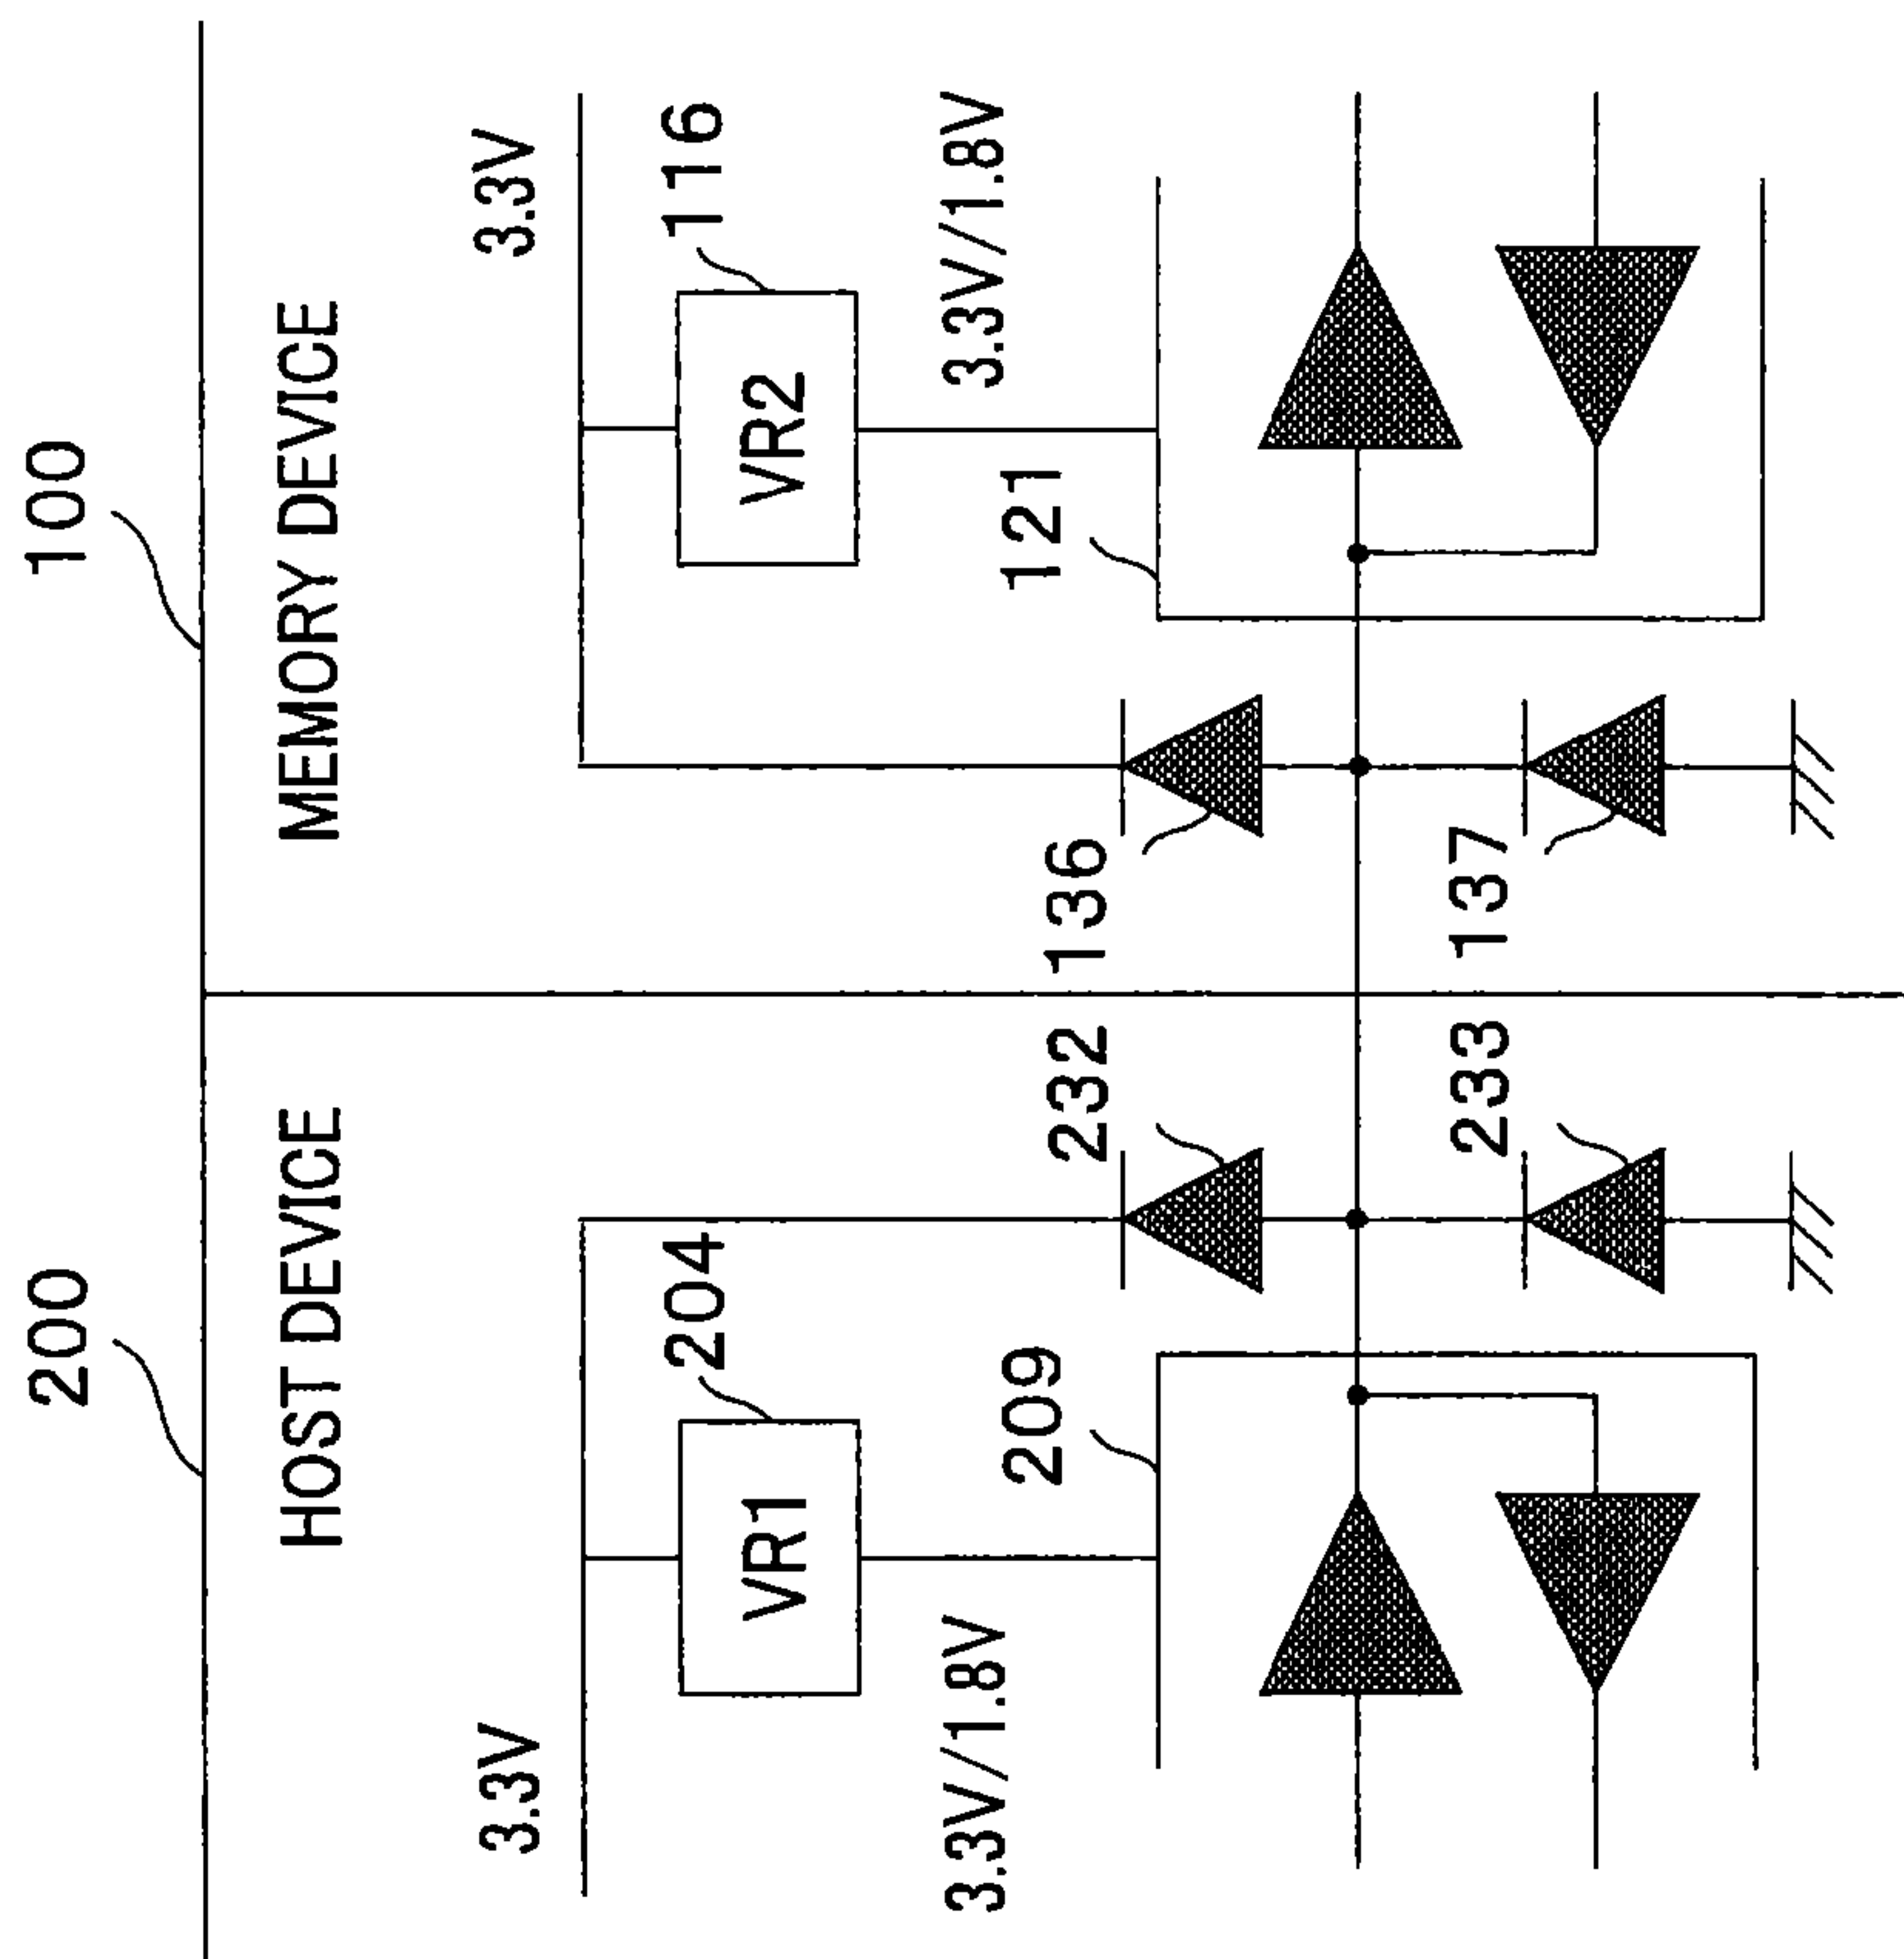 200
100
HOST DEVICE
MEMORY DEVICE
3.3V
3.3V
204
VR1
116
VR2
3.3V/1.8V
3.3V/1.8V
209
232
136
121
233
137